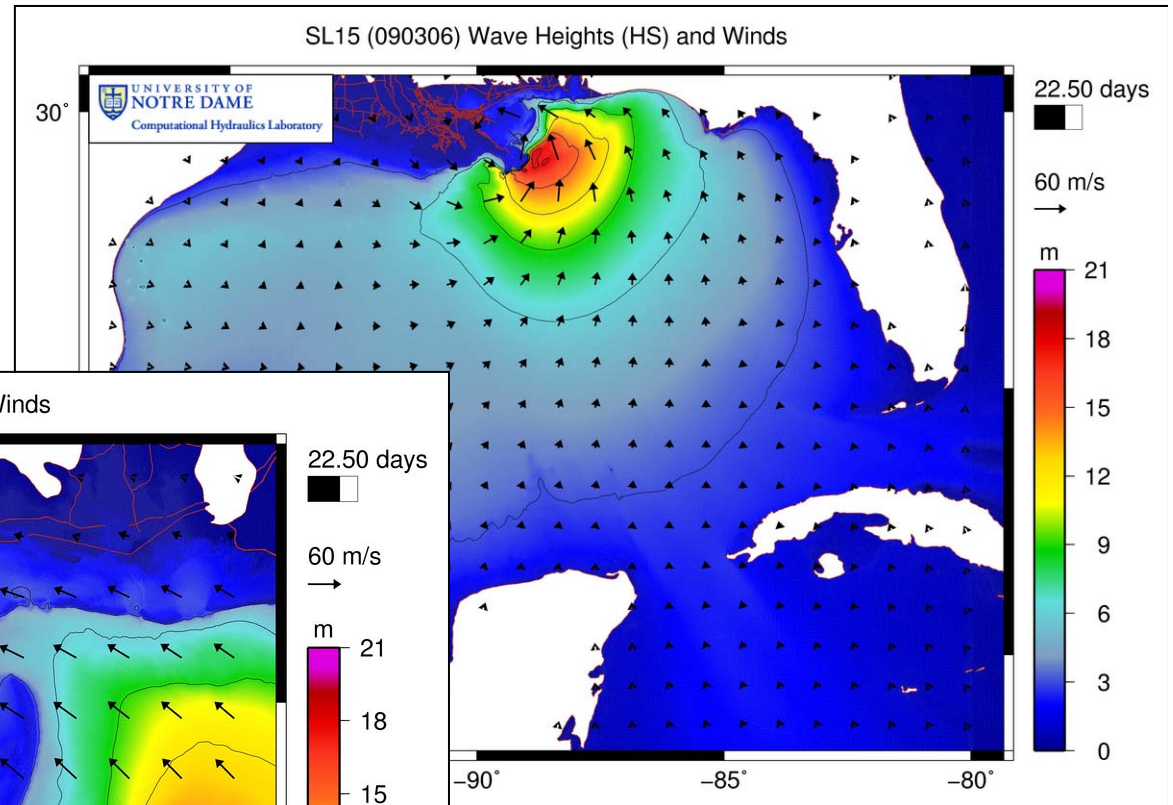 SL15 (090306) Wave Heights (HS) and Winds
UNIVERSITY OF
NOTRE DAME
Computational Hydraulics Laboratory
30°
22.50 days
60 m/s
m
21
18
15
12
9
6
3
0
−90°
−85°
−80°
Winds
22.50 days
60 m/s
m
21
18
15